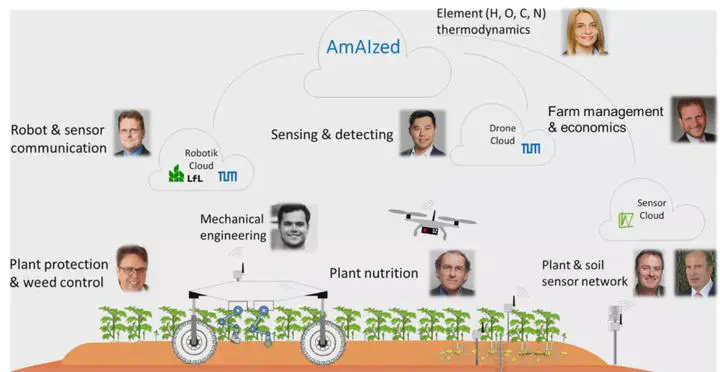 Element (H, O, C, N)
thermodynamics
AmAIzed
Robot & sensor
communication
Robotik
Cloud
LfL TUM
Sensing & detecting
Drone
Cloud
TUM
Farm management
& economics
Sensor
Cloud
Mechanical
engineering
Plant protection
& weed control
Plant nutrition
Plant & soil
sensor network